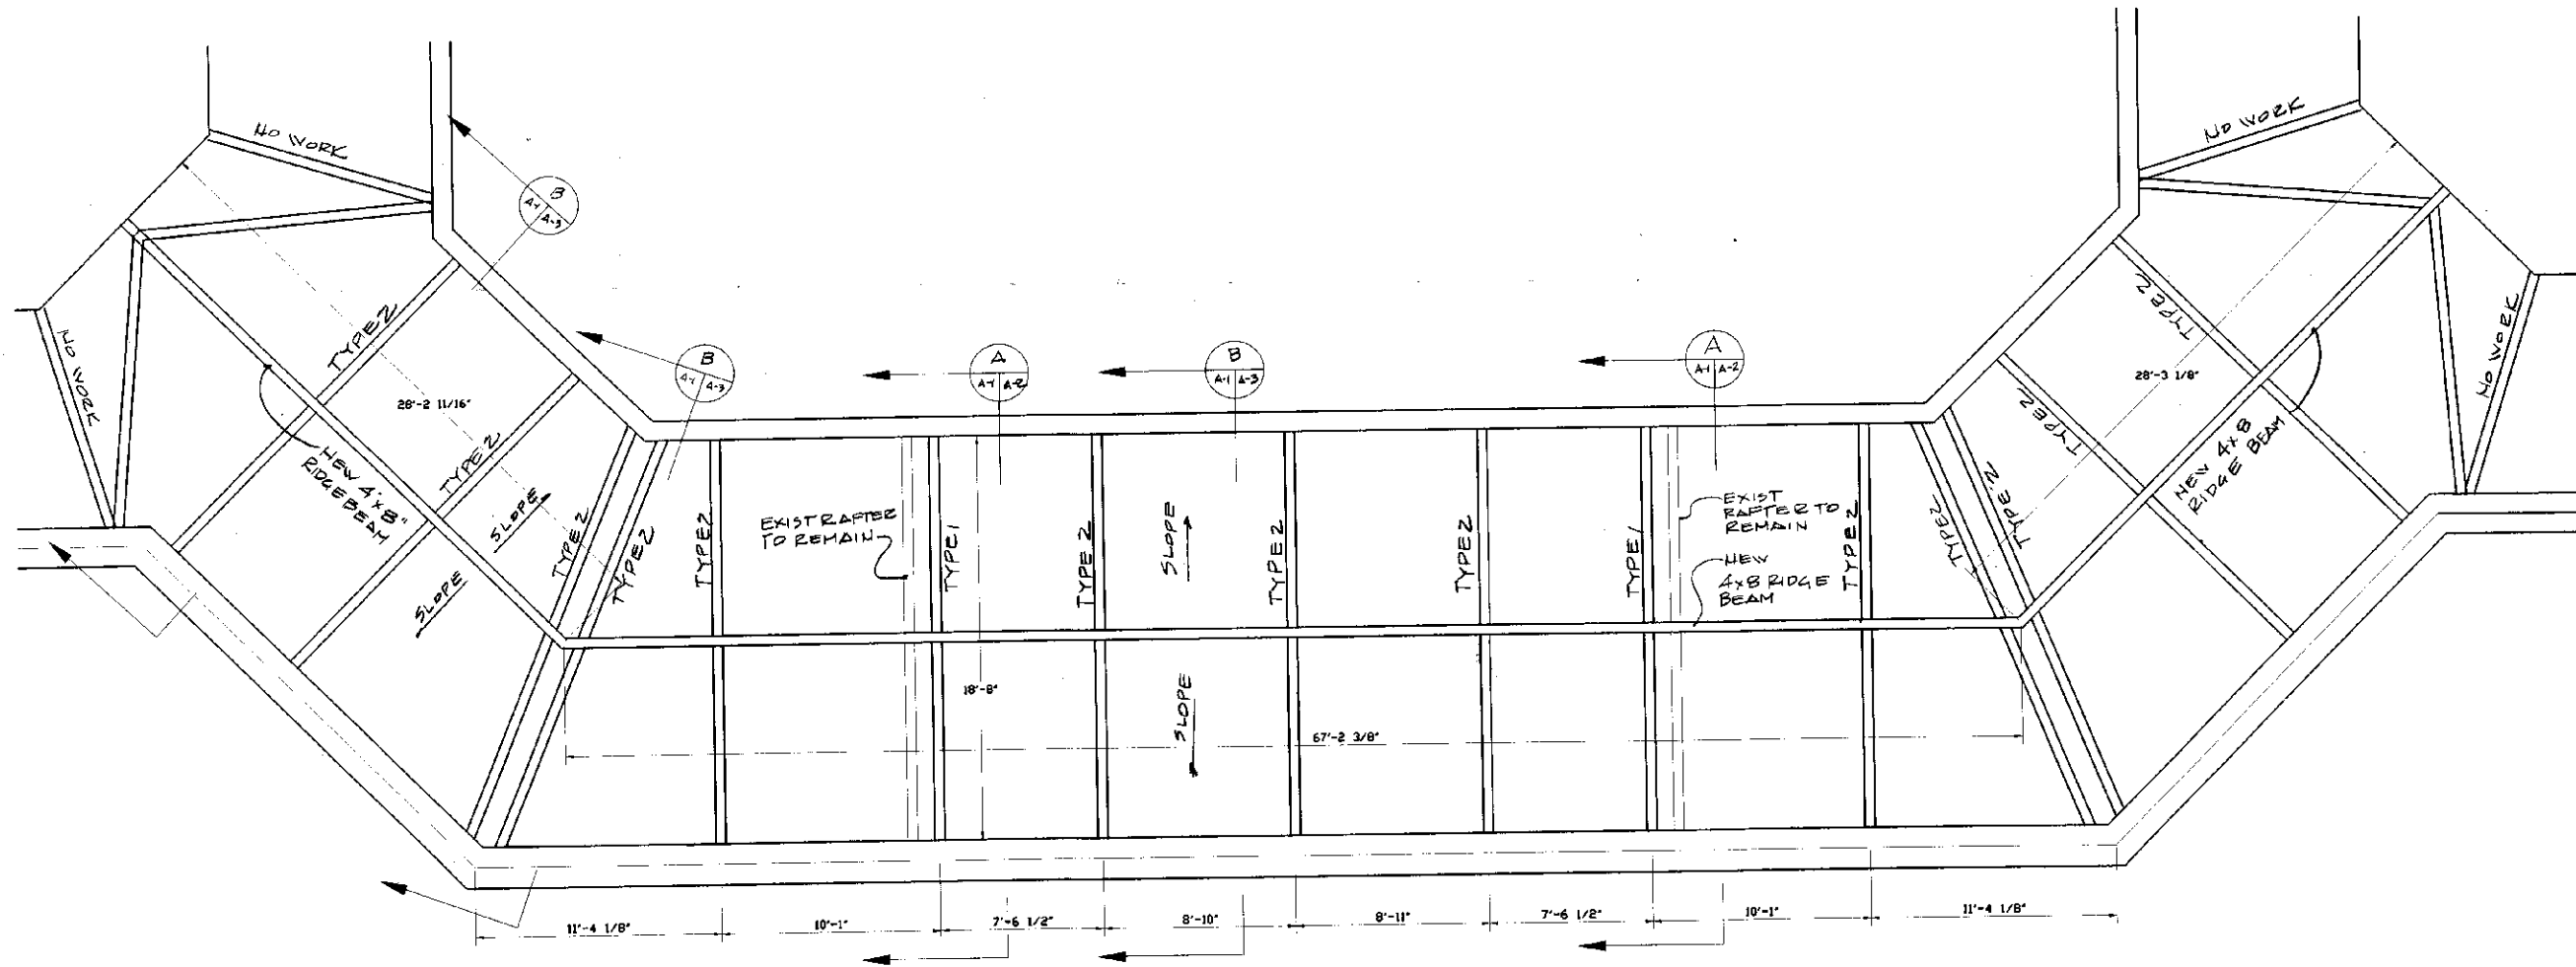 NO WORK
NO WORK
B
A-1 A-3
B
A-1 A-3
A
A-1 A-2
B
A-1 A-3
A
A-1 A-2
NO WORK
NO WORK
TYPE 2
28'-2 11/16"
TYPE 2
NEW 4"x8"
RIDGE BEAM
SLOPE
SLOPE
TYPE 2
TYPE 2
TYPE 2
EXIST RAFTER
TO REMAIN
TYPE 1
TYPE 2
SLOPE
TYPE 2
TYPE 2
TYPE 1
EXIST
RAFTER TO
REMAIN
NEW
4x8 RIDGE
BEAM
TYPE 2
TYPE 2
TYPE 2
TYPE 2
TYPE 2
28'-3 1/8"
NEW 4x8
RIDGE BEAM
18'-8"
SLOPE
67'-2 3/8"
11'-4 1/8"
10'-1"
7'-6 1/2"
8'-10"
8'-11"
7'-6 1/2"
10'-1"
11'-4 1/8"